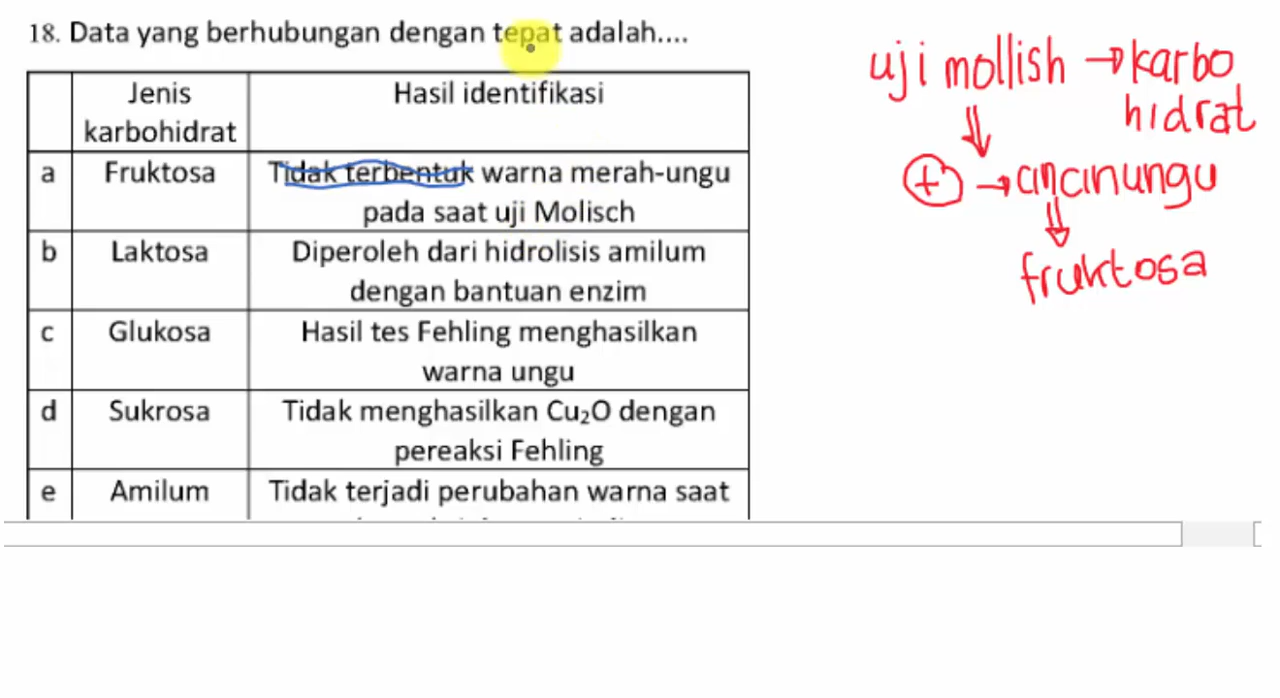 18. Data yang berhubungan dengan tepat adalah....
Jenis
karbohidrat
Hasil identifikasi
a
Fruktosa
Tidak terbentuk warna merah-ungu
pada saat uji Molisch
b
Laktosa
Diperoleh dari hidrolisis amilum
dengan bantuan enzim
c
Glukosa
Hasil tes Fehling menghasilkan
warna ungu
d
Sukrosa
Tidak menghasilkan Cu₂O dengan
pereaksi Fehling
e
Amilum
Tidak terjadi perubahan warna saat
uji mollish → karbo
hidrat
⇓
(+) → cincin ungu
⇓
fruktosa